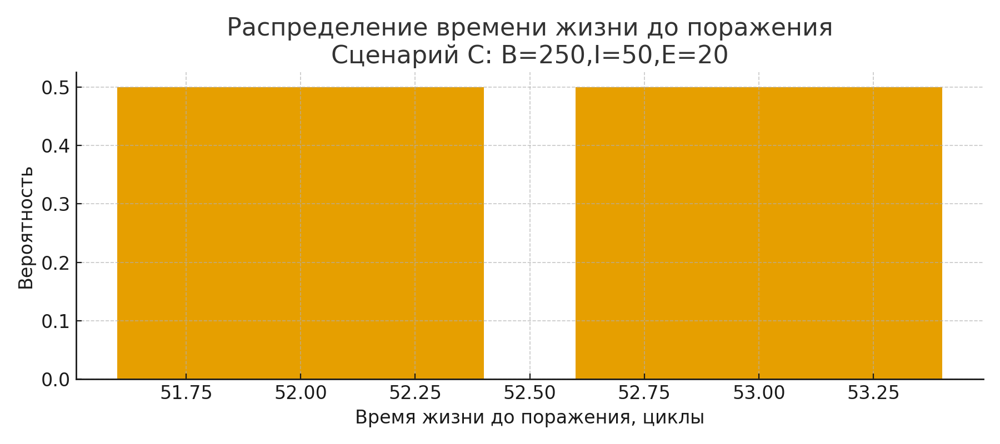 Распределение времени жизни до поражения
Сценарий C: B=250,I=50,E=20
0.5
0.4
0.3
0.2
0.1
0.0
Вероятность
51.75 52.00 52.25 52.50 52.75 53.00 53.25
Время жизни до поражения, циклы